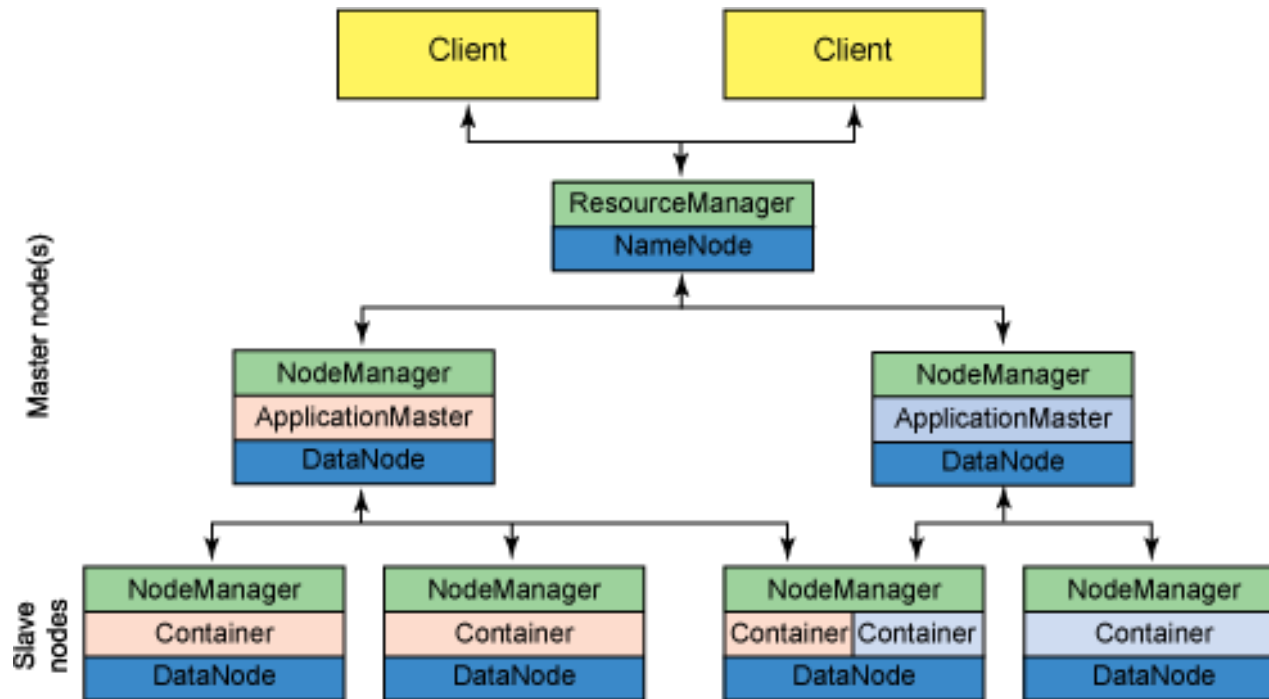 Client
Client
ResourceManager
NameNode
Master node(s)
NodeManager
ApplicationMaster
DataNode
NodeManager
ApplicationMaster
DataNode
Slave
nodes
NodeManager
Container
DataNode
NodeManager
Container
DataNode
NodeManager
Container Container
DataNode
NodeManager
Container
DataNode